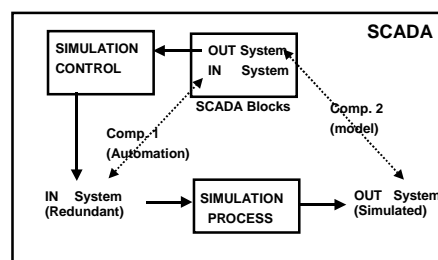 SCADA
SIMULATION
CONTROL
OUT System
IN System
SCADA Blocks
Comp. 1
(Automation)
Comp. 2
(model)
IN System
(Redundant)
SIMULATION
PROCESS
OUT System
(Simulated)